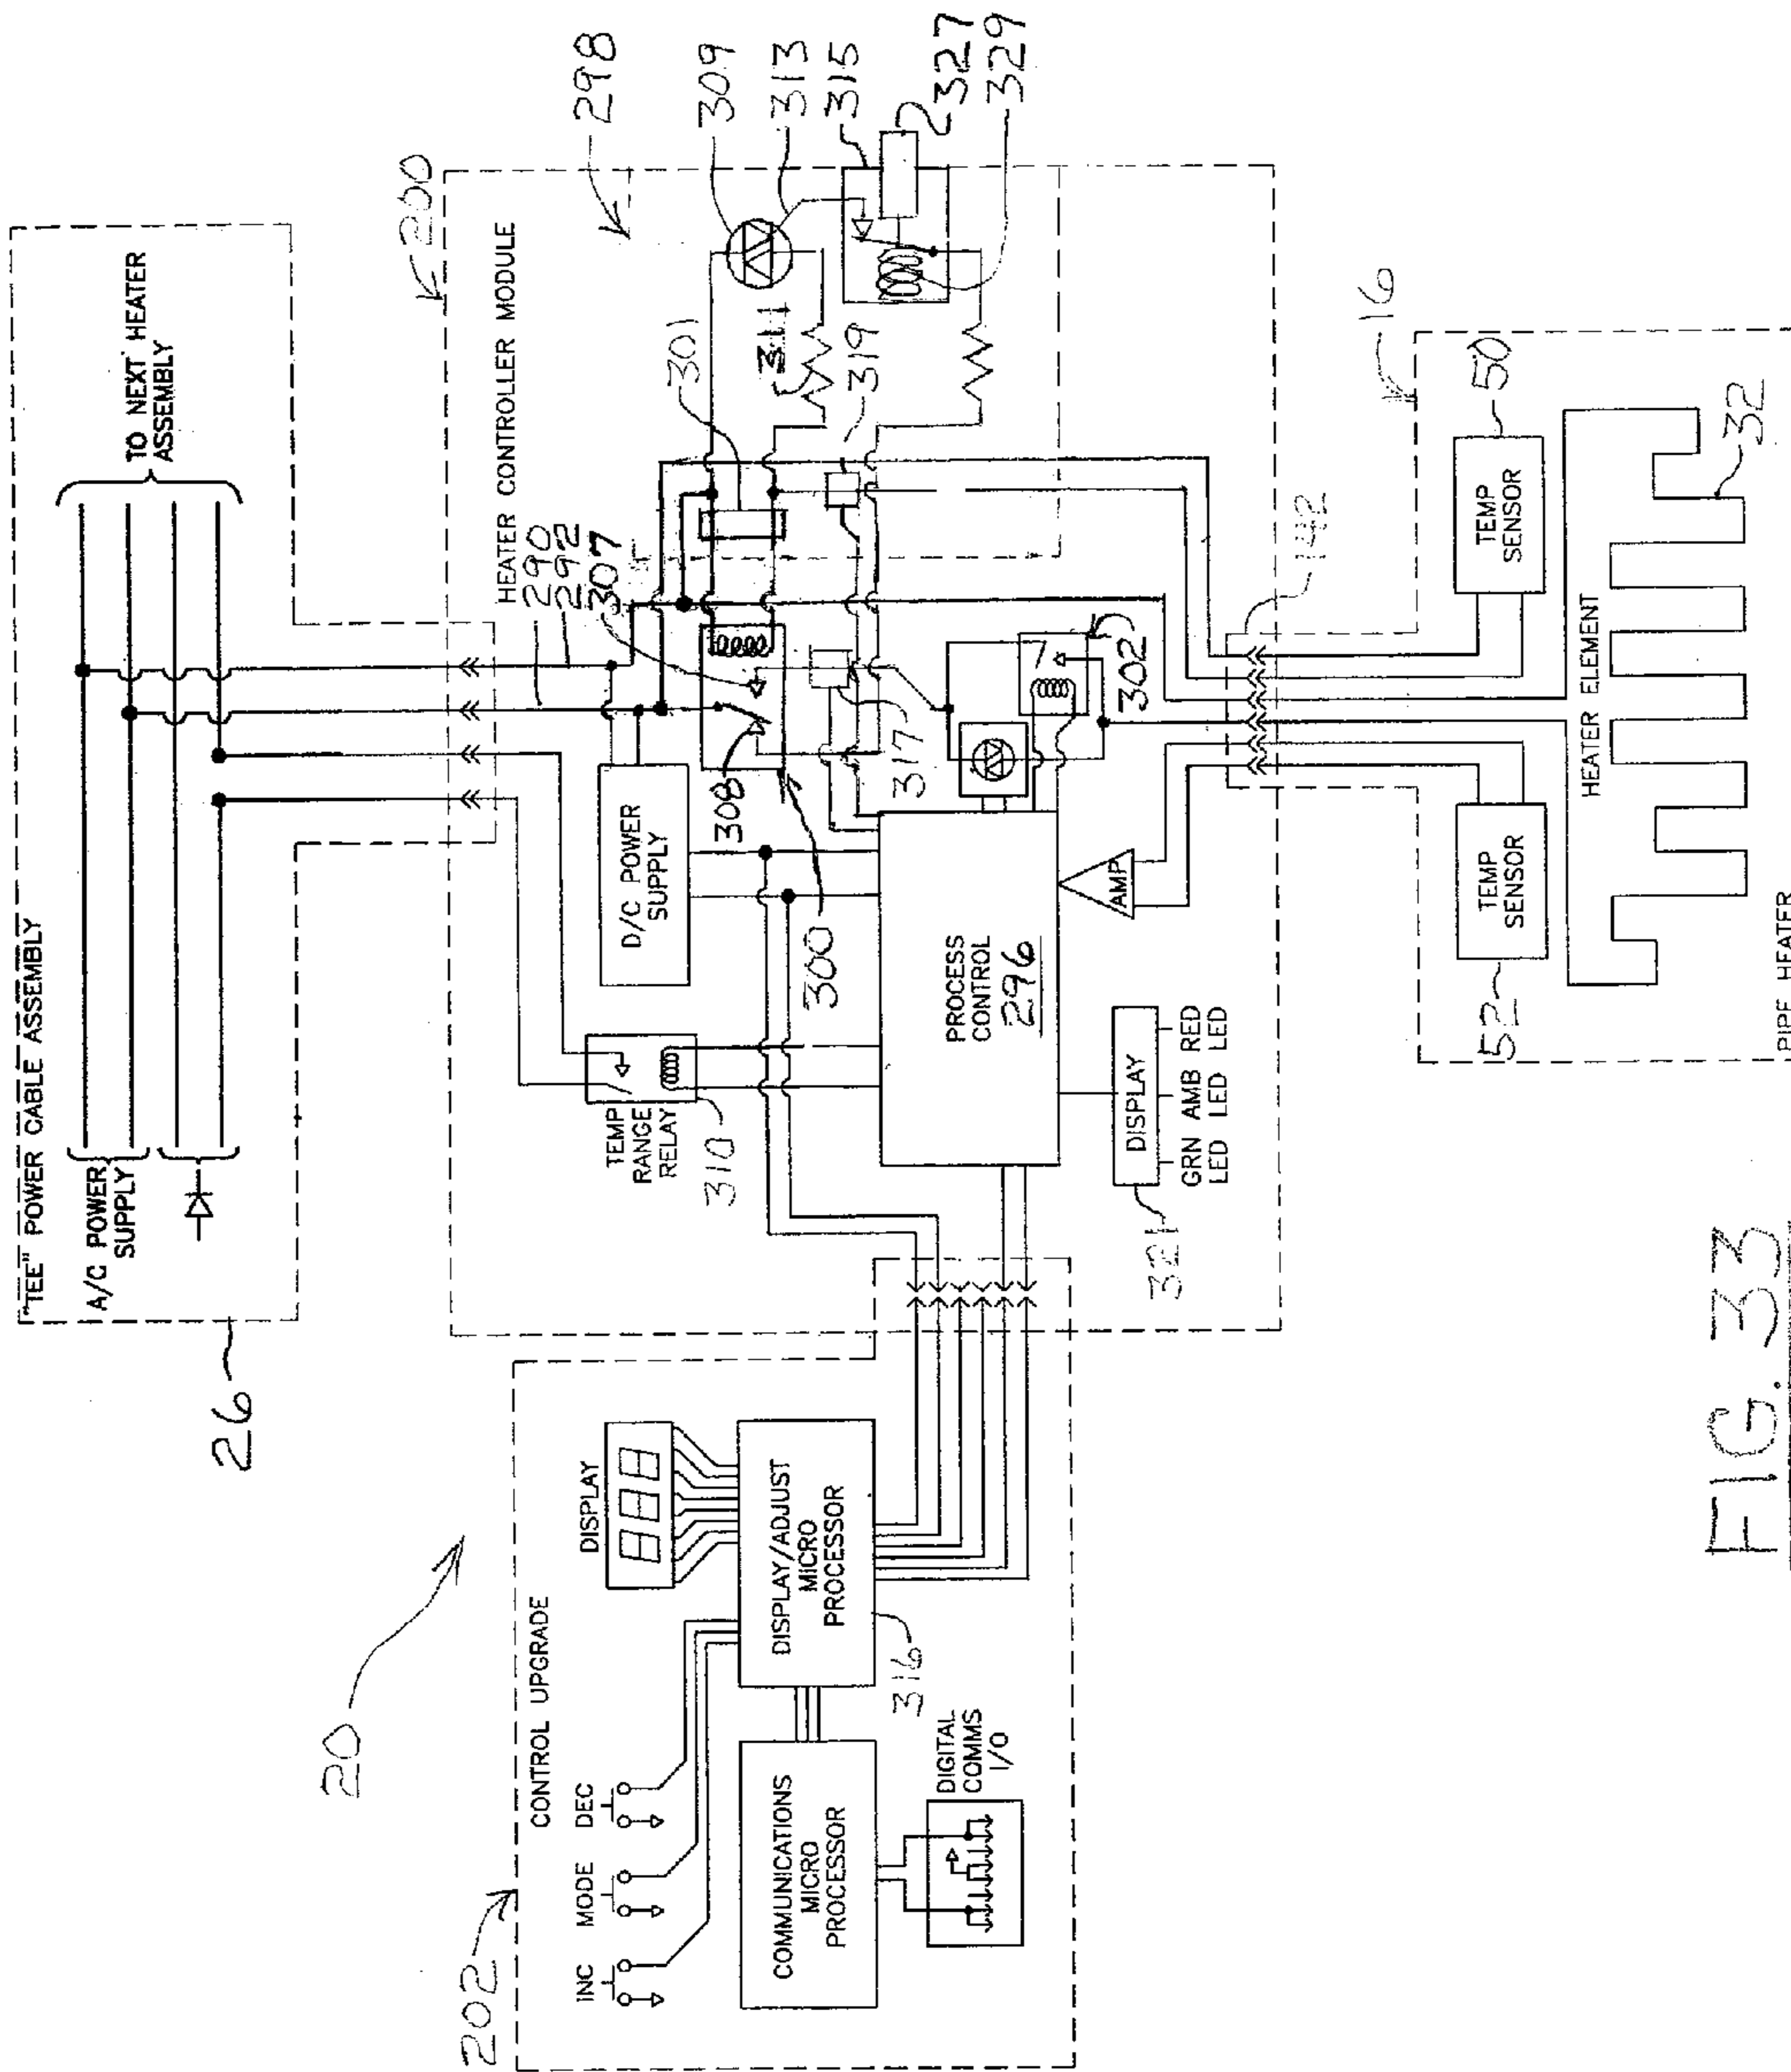 "TEE" POWER CABLE ASSEMBLY
A/C POWER
SUPPLY
TO NEXT HEATER
ASSEMBLY
26
200
HEATER CONTROLLER MODULE
298
290
292
307
301
309
313
315
327
329
311
319
308
300
317
302
D/C POWER
SUPPLY
TEMP
RANGE
RELAY
310
PROCESS
CONTROL
296
AMP
DISPLAY
GRN AMB RED
LED LED LED
321
142
16
TEMP
SENSOR
50
32
HEATER ELEMENT
TEMP
SENSOR
52
PIPE HEATER
20
202
CONTROL UPGRADE
INC
MODE
DEC
DISPLAY
888
DISPLAY/ADJUST
MICRO
PROCESSOR
316
COMMUNICATIONS
MICRO
PROCESSOR
DIGITAL
COMMS
I/O
FIG. 33